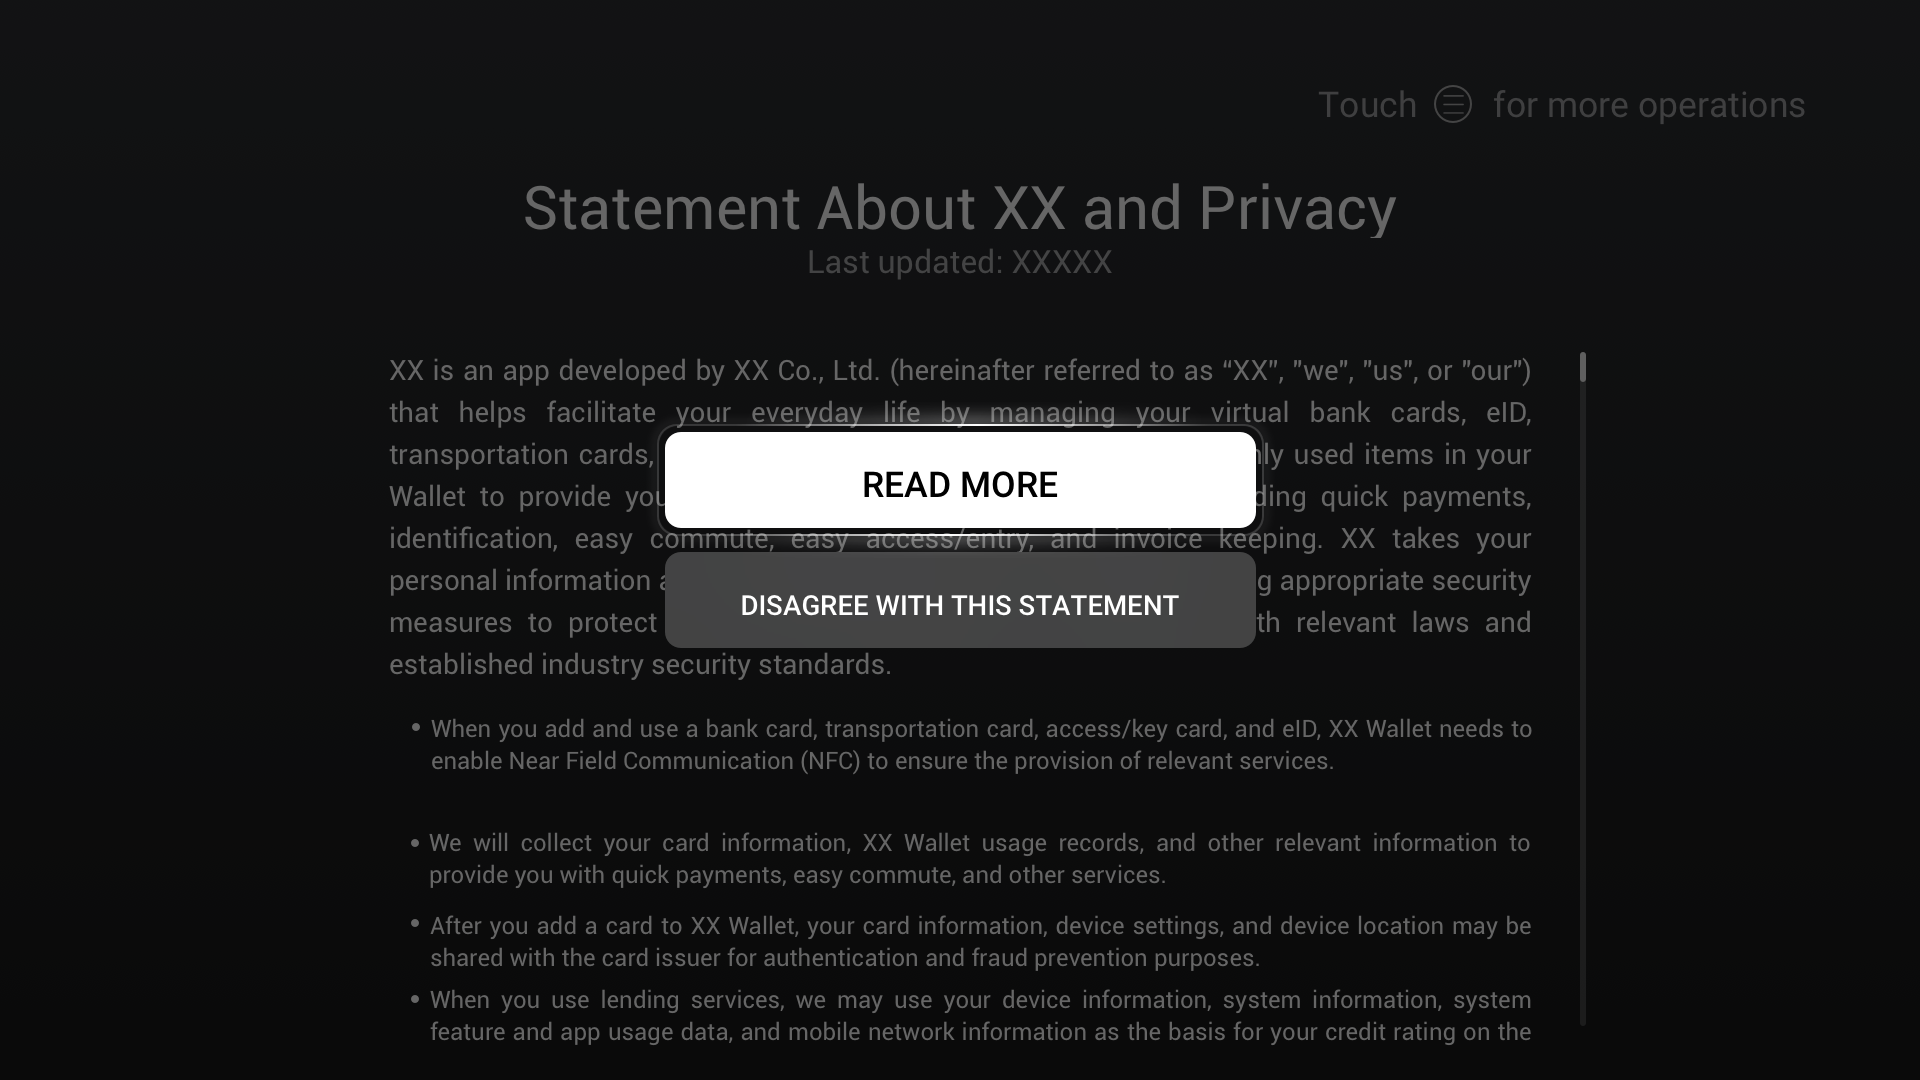 Touch for more operations
Statement About XX and Privacy
Last updated: XXXXX
XX is an app developed by XX Co., Ltd. (hereinafter referred to as “XX”, "we", "us", or "our")
that helps facilitate your everyday life by managing your virtual bank cards, eID,
transportation cards, used items in your
READ MORE
Wallet to provide quick payments,
identification, easy commute, easy access/entry, and invoice keeping. XX takes your
personal information appropriate security
DISAGREE WITH THIS STATEMENT
measures to protect relevant laws and
established industry security standards.
• When you add and use a bank card, transportation card, access/key card, and eID, XX Wallet needs to
enable Near Field Communication (NFC) to ensure the provision of relevant services.
• We will collect your card information, XX Wallet usage records, and other relevant information to
provide you with quick payments, easy commute, and other services.
• After you add a card to XX Wallet, your card information, device settings, and device location may be
shared with the card issuer for authentication and fraud prevention purposes.
• When you use lending services, we may use your device information, system information, system
feature and app usage data, and mobile network information as the basis for your credit rating on the